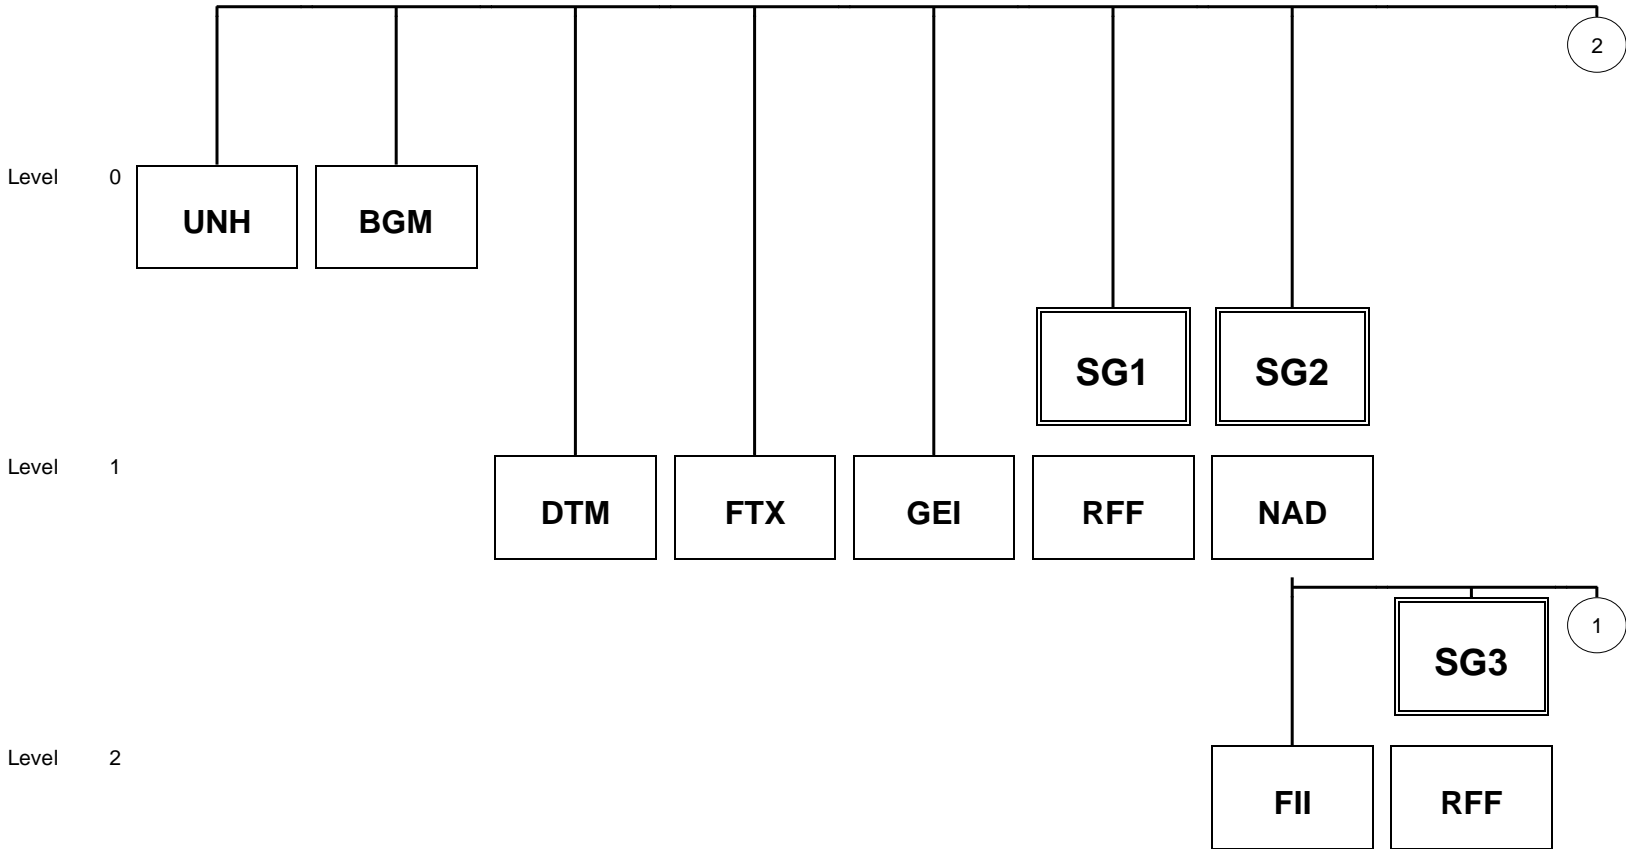 2
Level 0
UNH BGM
SG1 SG2
Level 1
DTM FTX GEI RFF NAD
1
SG3
Level 2
FII RFF